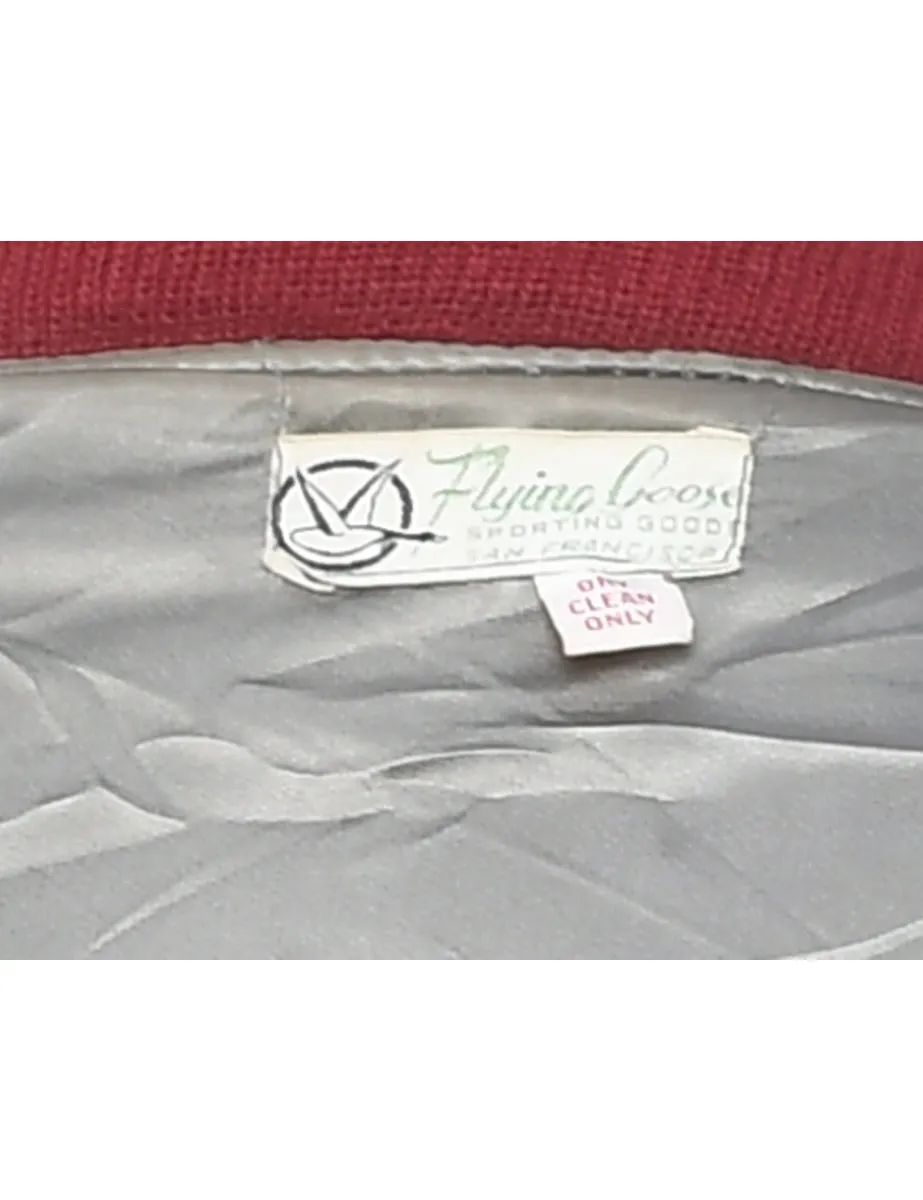 Flying Goose
SPORTING GOOD
SAN FRANCISCO
DRY
CLEAN
ONLY